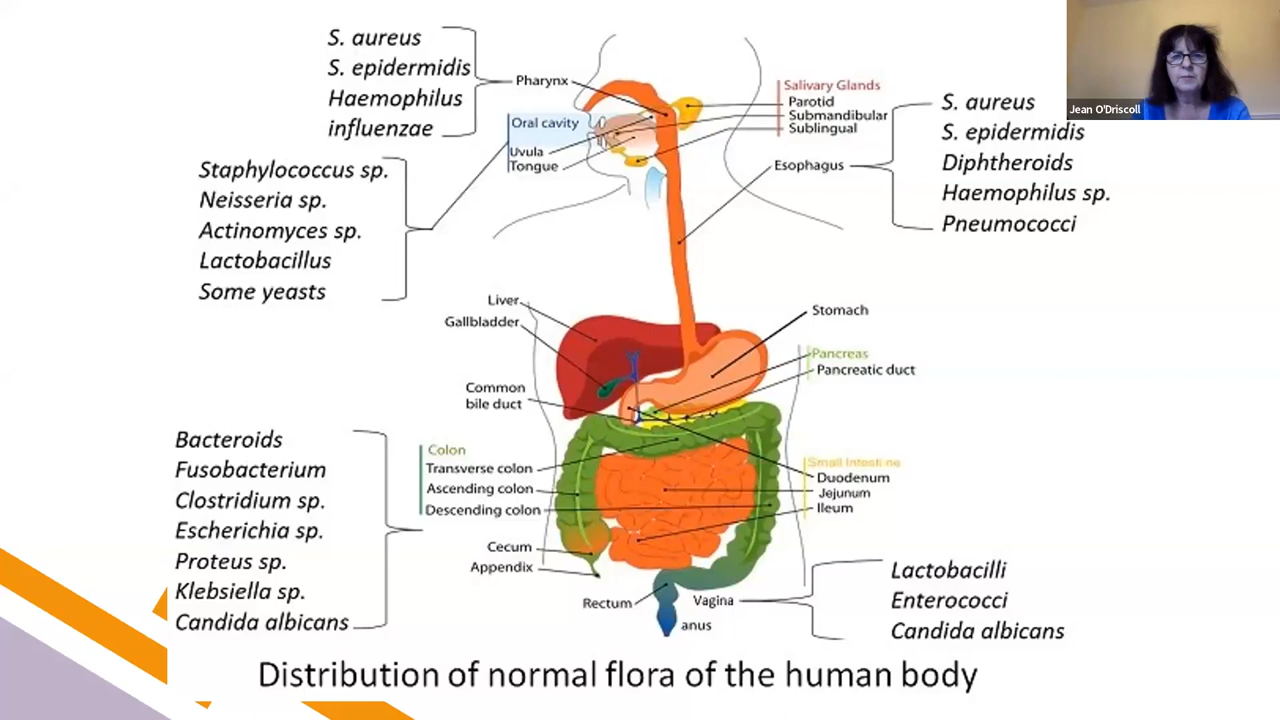 S. aureus
S. epidermidis
Haemophilus
influenzae
Pharynx
Oral cavity
Uvula
Tongue
Staphylococcus sp.
Neisseria sp.
Actinomyces sp.
Lactobacillus
Some yeasts
Salivary Glands
Parotid
Submandibular
Sublingual
Esophagus
Jean O'Driscoll
S. aureus
S. epidermidis
Diphtheroids
Haemophilus sp.
Pneumococci
Liver
Gallbladder
Common
bile duct
Stomach
Pancreas
Pancreatic duct
Bacteroids
Fusobacterium
Clostridium sp.
Escherichia sp.
Proteus sp.
Klebsiella sp.
Candida albicans
Colon
Transverse colon
Ascending colon
Descending colon
Cecum
Appendix
Small Intestine
Duodenum
Jejunum
Ileum
Rectum
Vagina
anus
Lactobacilli
Enterococci
Candida albicans
Distribution of normal flora of the human body